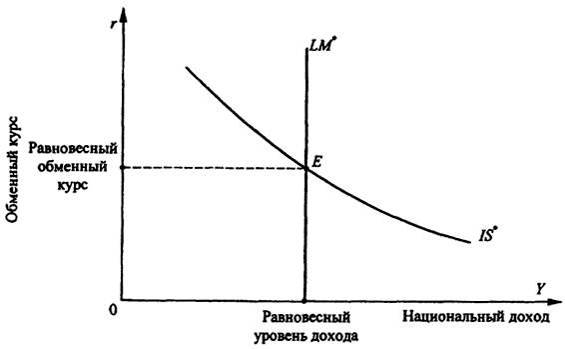 r
LM*
Обменный курс
Равновесный
обменный
курс
E
IS*
Y
0
Равновесный
уровень дохода
Национальный доход